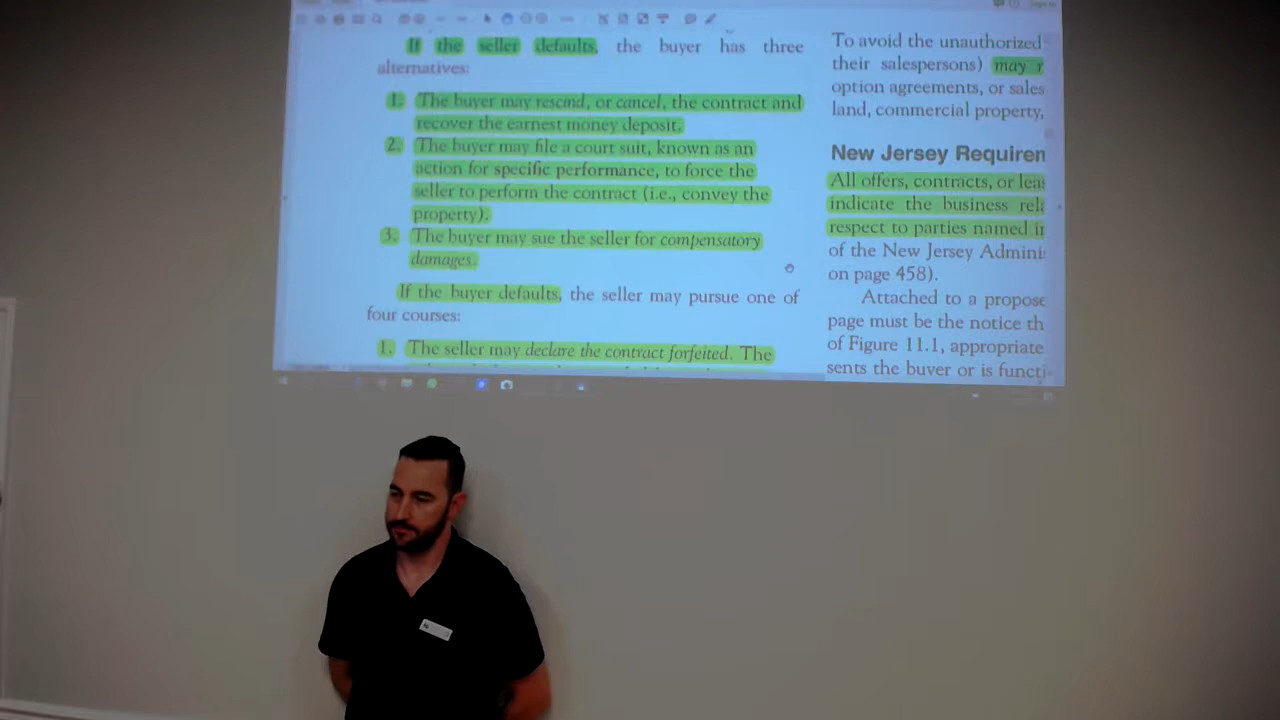 If the seller defaults, the buyer has three
alternatives:
1. The buyer may rescind, or cancel, the contract and
recover the earnest money deposit.
2. The buyer may file a court suit, known as an
action for specific performance, to force the
seller to perform the contract (i.e., convey the
property).
3. The buyer may sue the seller for compensatory
damages.
If the buyer defaults, the seller may pursue one of
four courses:
1. The seller may declare the contract forfeited. The
To avoid the unauthorized
their salespersons) may
option agreements, or sales
land, commercial property,
New Jersey Requiren
All offers, contracts, or lea
indicate the business rela
respect to parties named in
of the New Jersey Adminis
on page 458).
Attached to a propose
page must be the notice th
of Figure 11.1, appropriate
sents the buyer or is functi